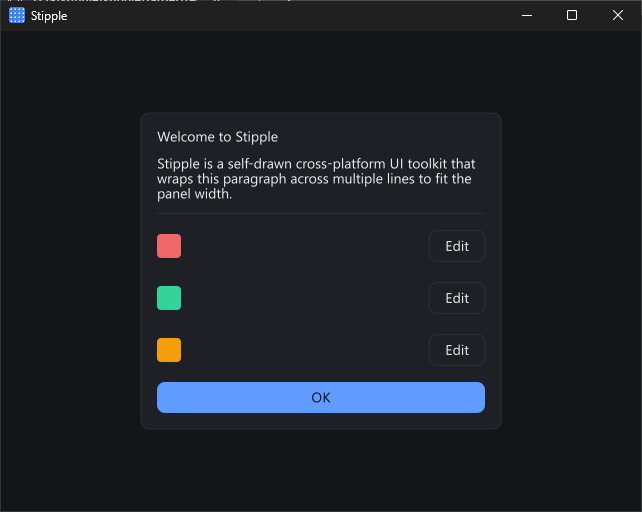 Stipple
Welcome to Stipple
Stipple is a self-drawn cross-platform UI toolkit that
wraps this paragraph across multiple lines to fit the
panel width.
Edit
Edit
Edit
OK